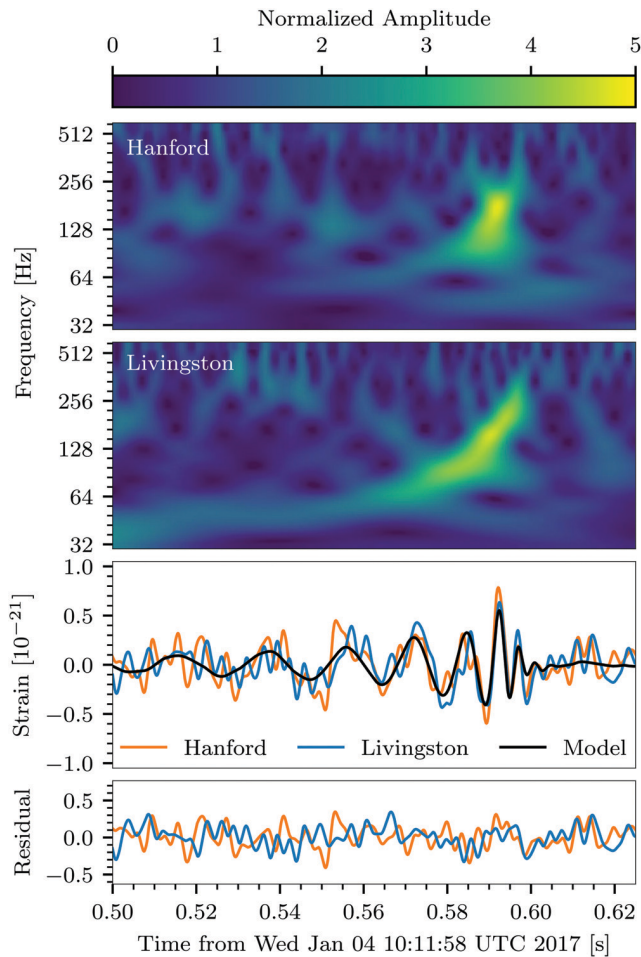 Normalized Amplitude
0 1 2 3 4 5
Hanford
512
256
128
64
32
Frequency [Hz]
Livingston
512
256
128
64
32
1.0
0.5
0.0
−0.5
−1.0
Strain [10⁻²¹]
Hanford Livingston Model
0.5
0.0
−0.5
Residual
0.50 0.52 0.54 0.56 0.58 0.60 0.62
Time from Wed Jan 04 10:11:58 UTC 2017 [s]